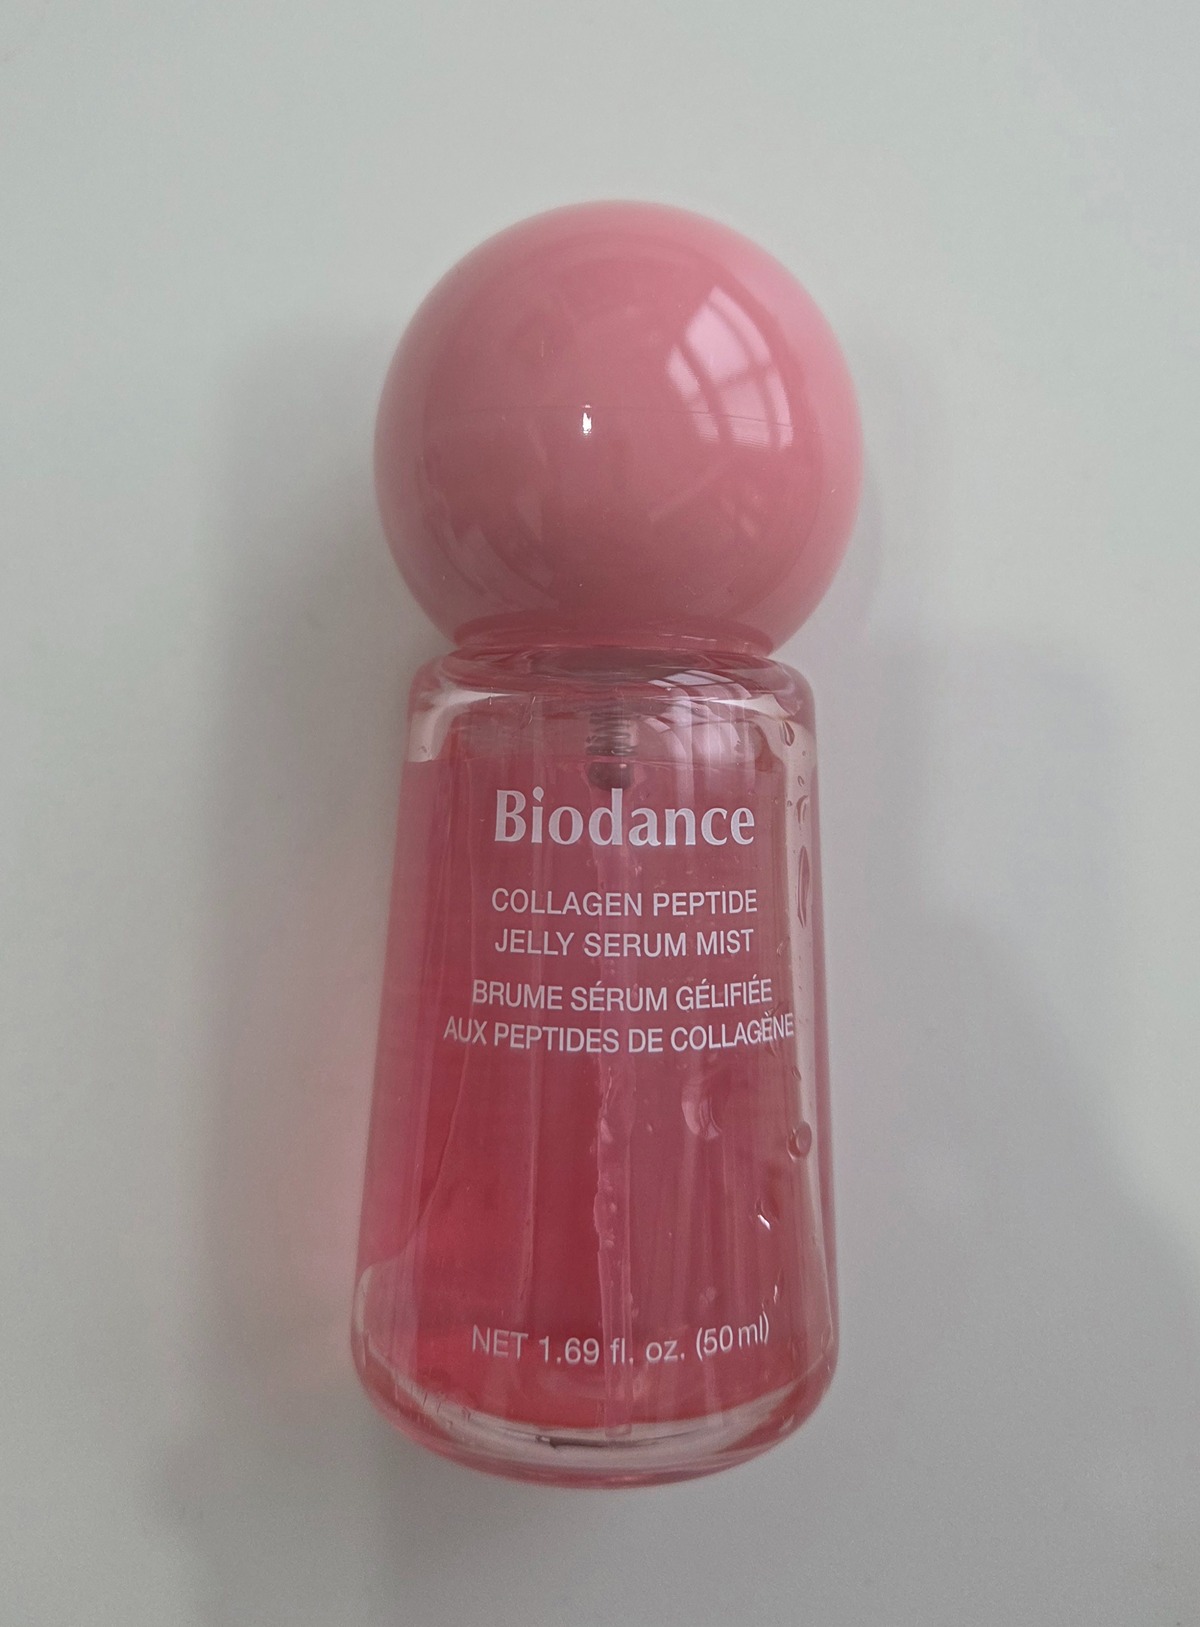 Biodance
COLLAGEN PEPTIDE
JELLY SERUM MIST
BRUME SÉRUM GÉLIFIÉE
AUX PEPTIDES DE COLLAGÈNE
NET 1.69 fl. oz. (50 ml)